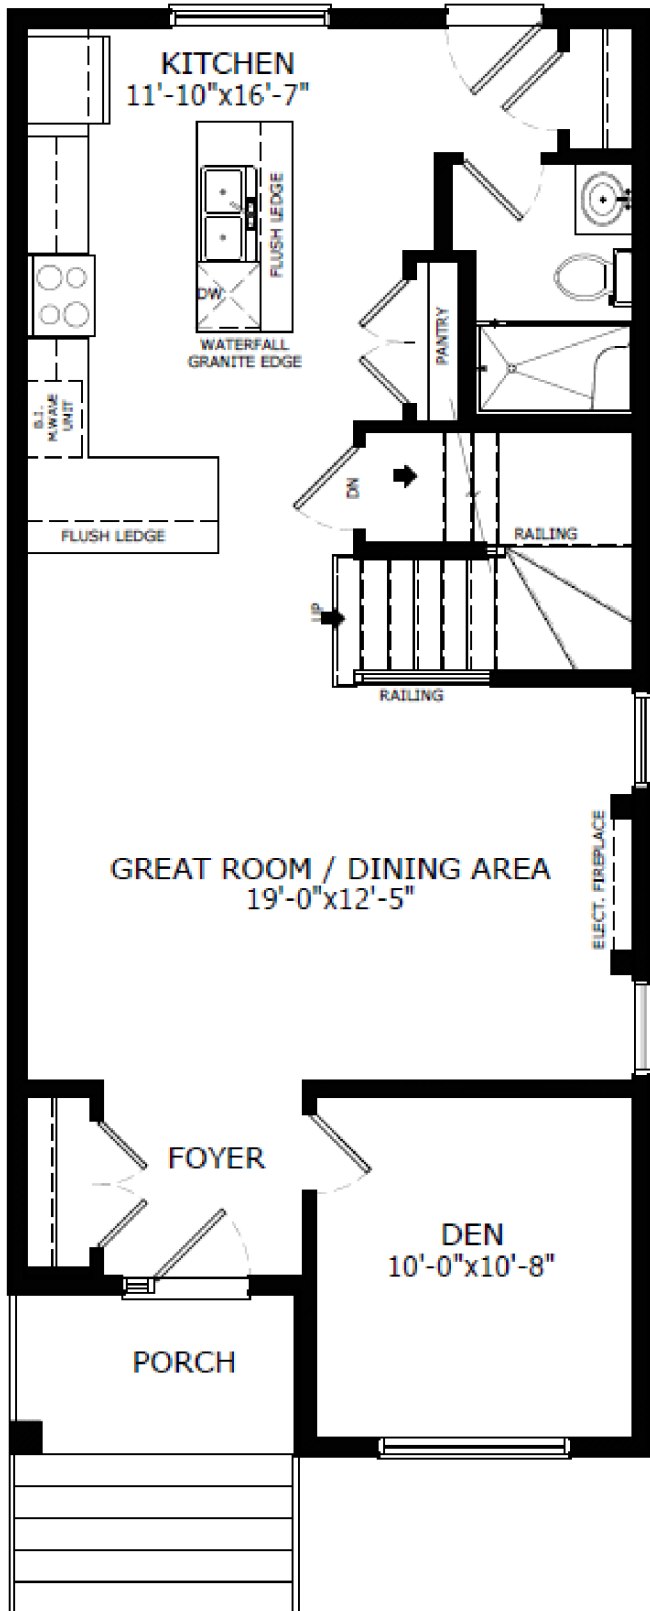 KITCHEN
11'-10"x16'-7"
FLUSH LEDGE
DW
WATERFALL
GRANITE EDGE
PANTRY
B.I.
M.WAVE
UNIT
FLUSH LEDGE
DN
RAILING
UP
RAILING
GREAT ROOM / DINING AREA
19'-0"x12'-5"
ELECT. FIREPLACE
FOYER
DEN
10'-0"x10'-8"
PORCH